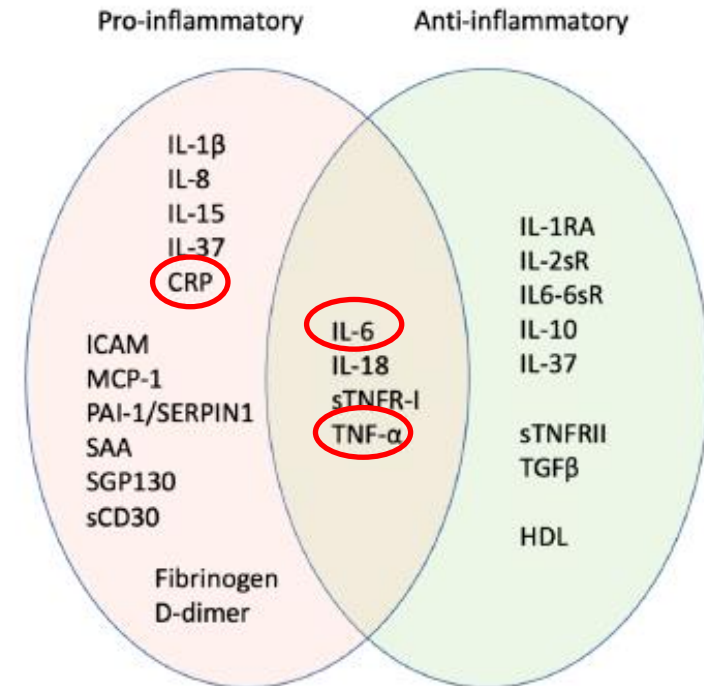 Pro-inflammatory
Anti-inflammatory
IL-1β
IL-8
IL-15
IL-37
CRP
ICAM
MCP-1
PAI-1/SERPIN1
SAA
SGP130
sCD30
Fibrinogen
D-dimer
IL-6
IL-18
sTNFR-I
TNF-α
IL-1RA
IL-2sR
IL6-6sR
IL-10
IL-37
sTNFRII
TGFβ
HDL